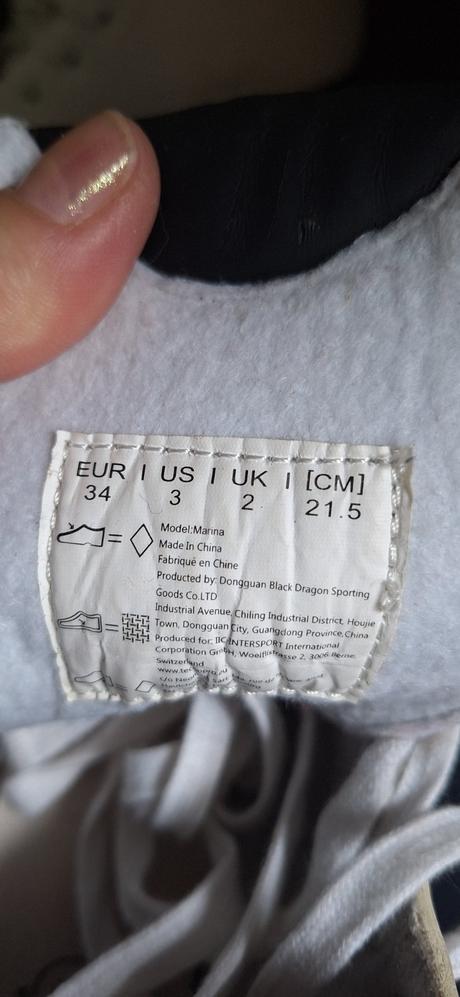 EUR | US | UK | [CM]
34 3 2 21.5
Model:Marina
Made In China
Fabriqué en Chine
Producted by: Dongguan Black Dragon Sporting
Goods Co.LTD
Industrial Avenue, Chiling Industrial District, Houjie
Town, Dongguan City, Guangdong Province,China
Produced for: IIC INTERSPORT International
Corporation GmbH, Woelflistrasse 2, 3006 Berne,
Switzerland